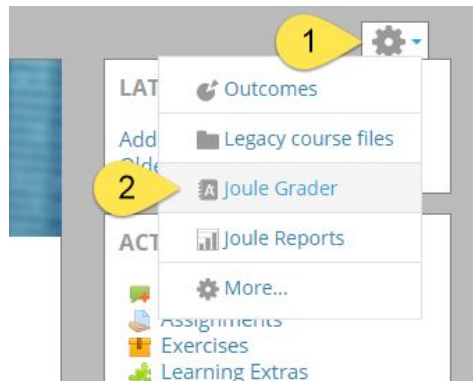 1
LAT
Outcomes
Add
Legacy course files
Olde
2
Joule Grader
ACT
Joule Reports
More...
Assignments
Exercises
Learning Extras